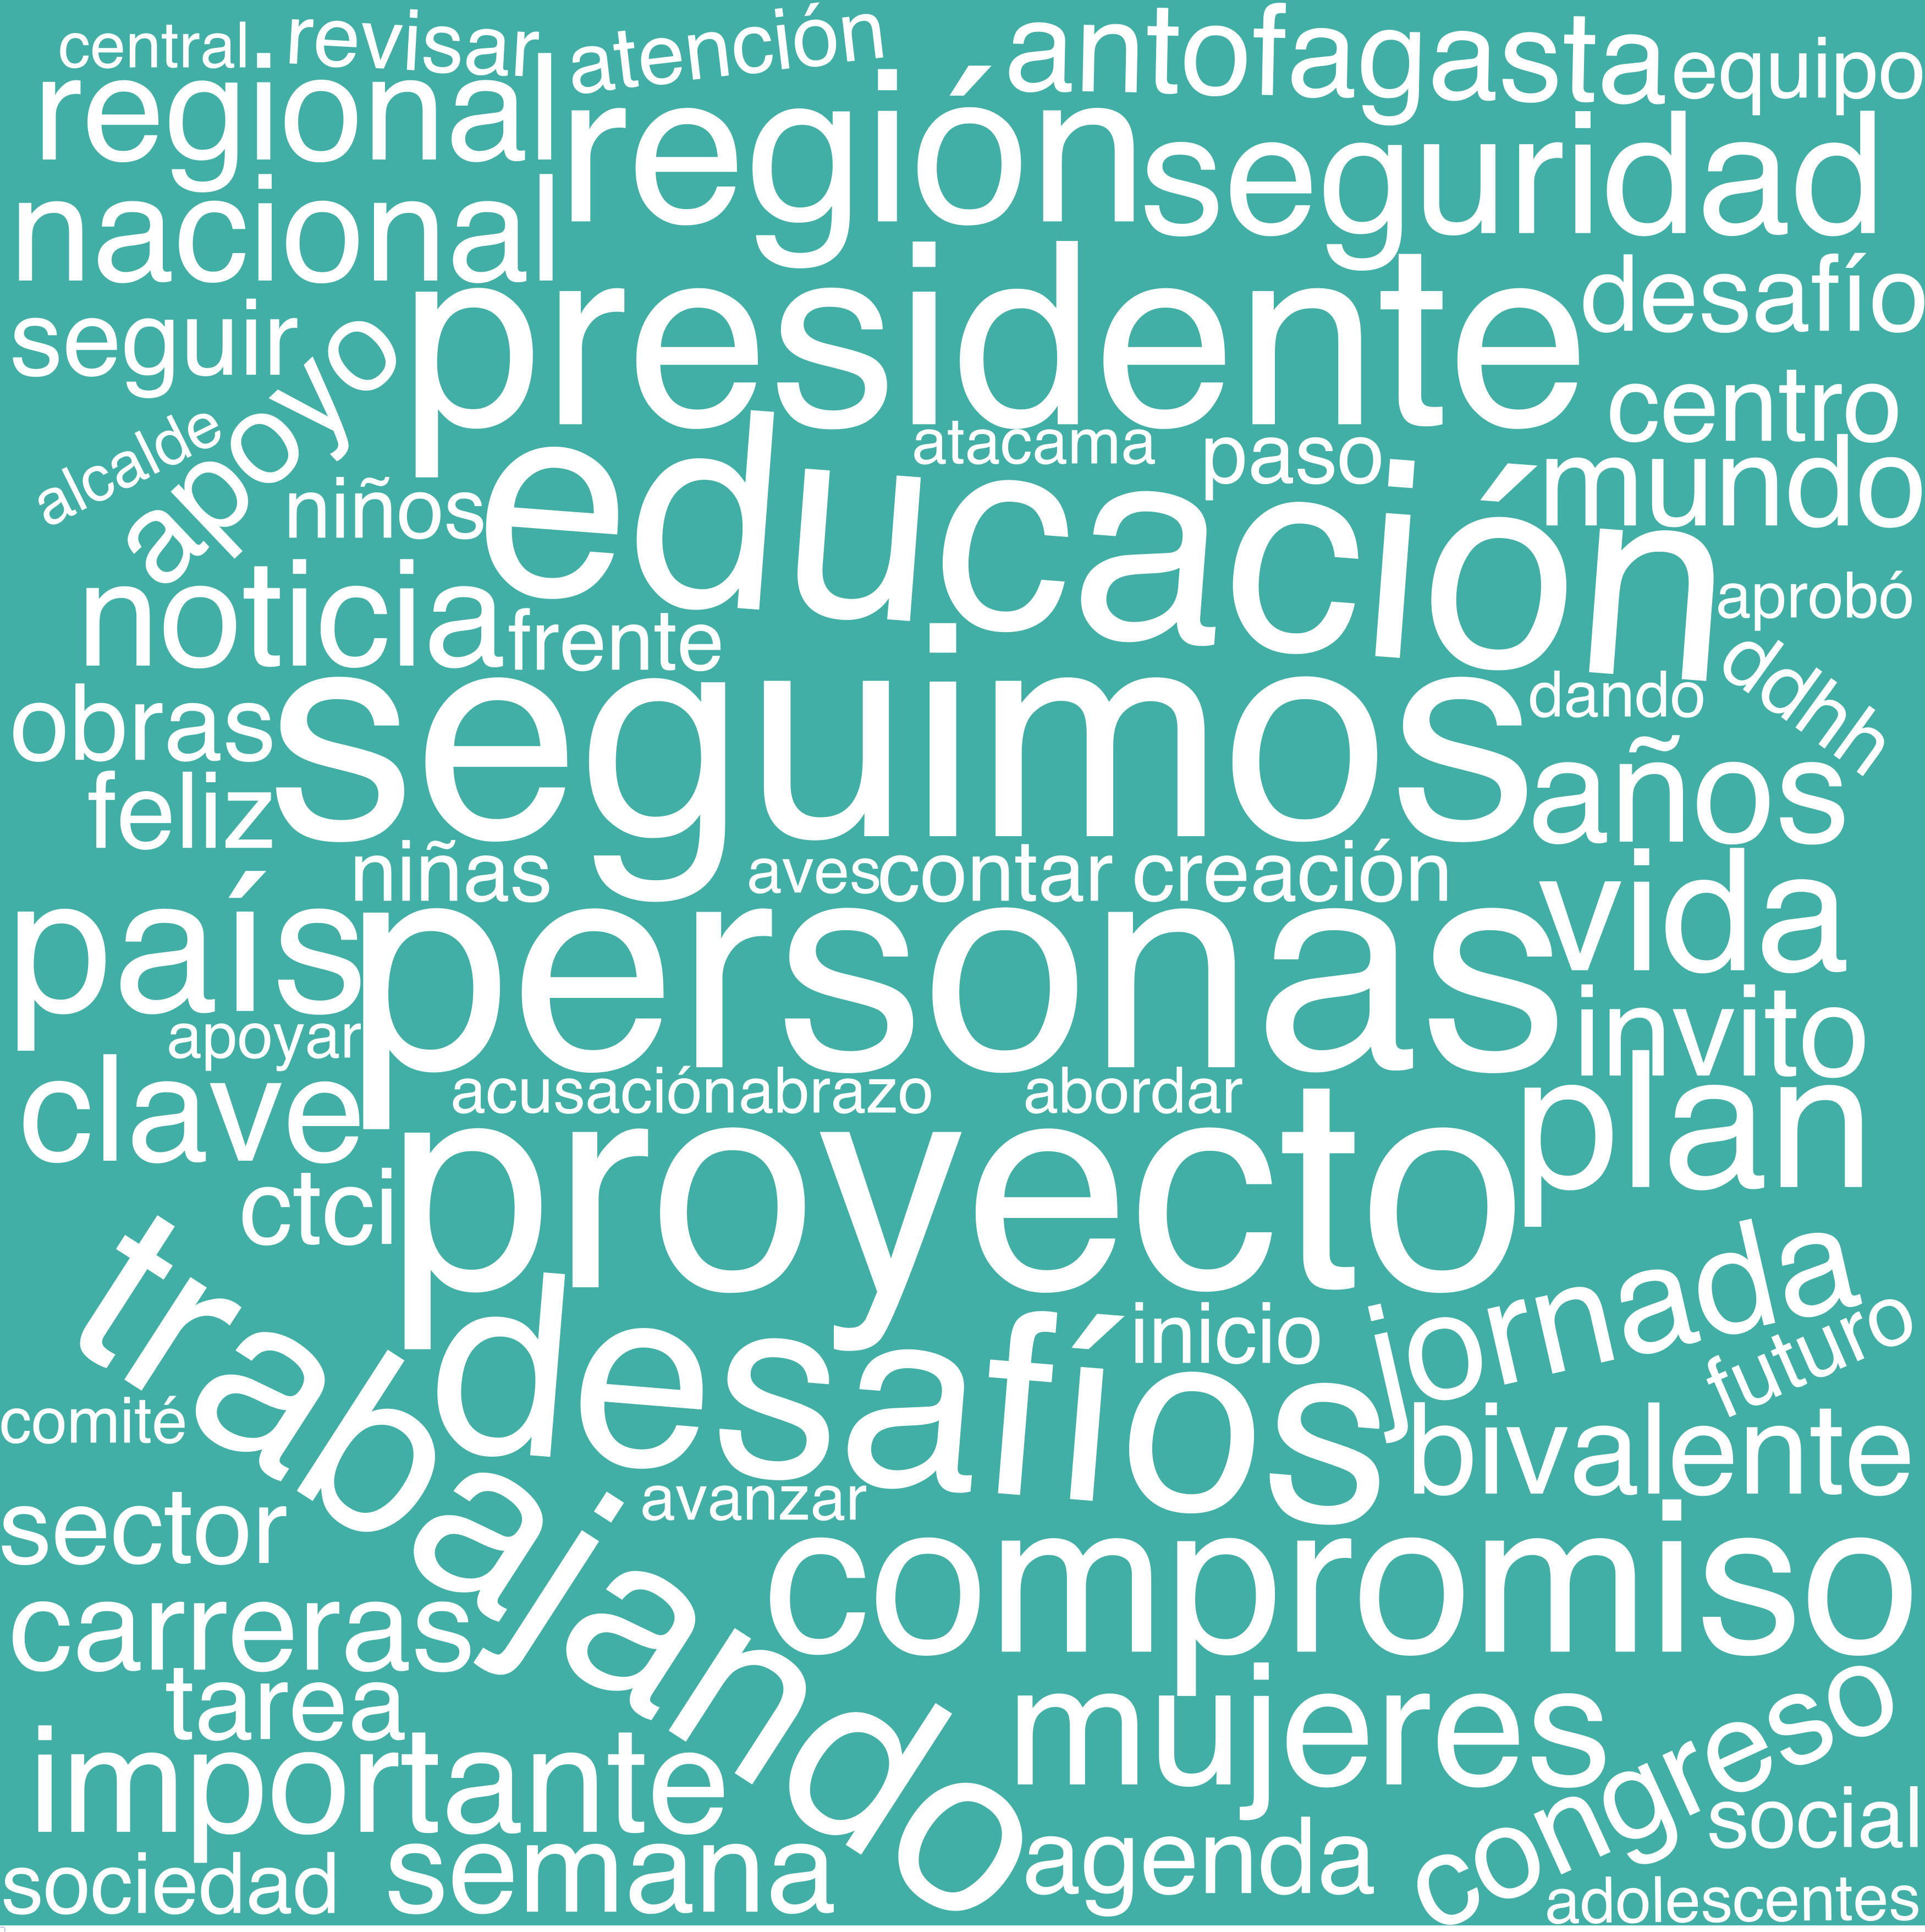 central. revisar atención antofagasta equipo
regional región seguridad
nacional presidente desafío
seguir apoyo centro
alcalde atacama paso mundo
niños educación
noticia frente aprobó
ddhh
obras seguimos dando
feliz años
niñas aves contar creación vida
país personas
apoyar invito
clave acusación abrazo abordar plan
ctci proyecto
trabajando desafíos inicio jornada
futuro
comité bivalente
sector avanzar
carreras compromiso
tarea mujeres
importante congreso
social
sociedad semana agenda
adolescentes